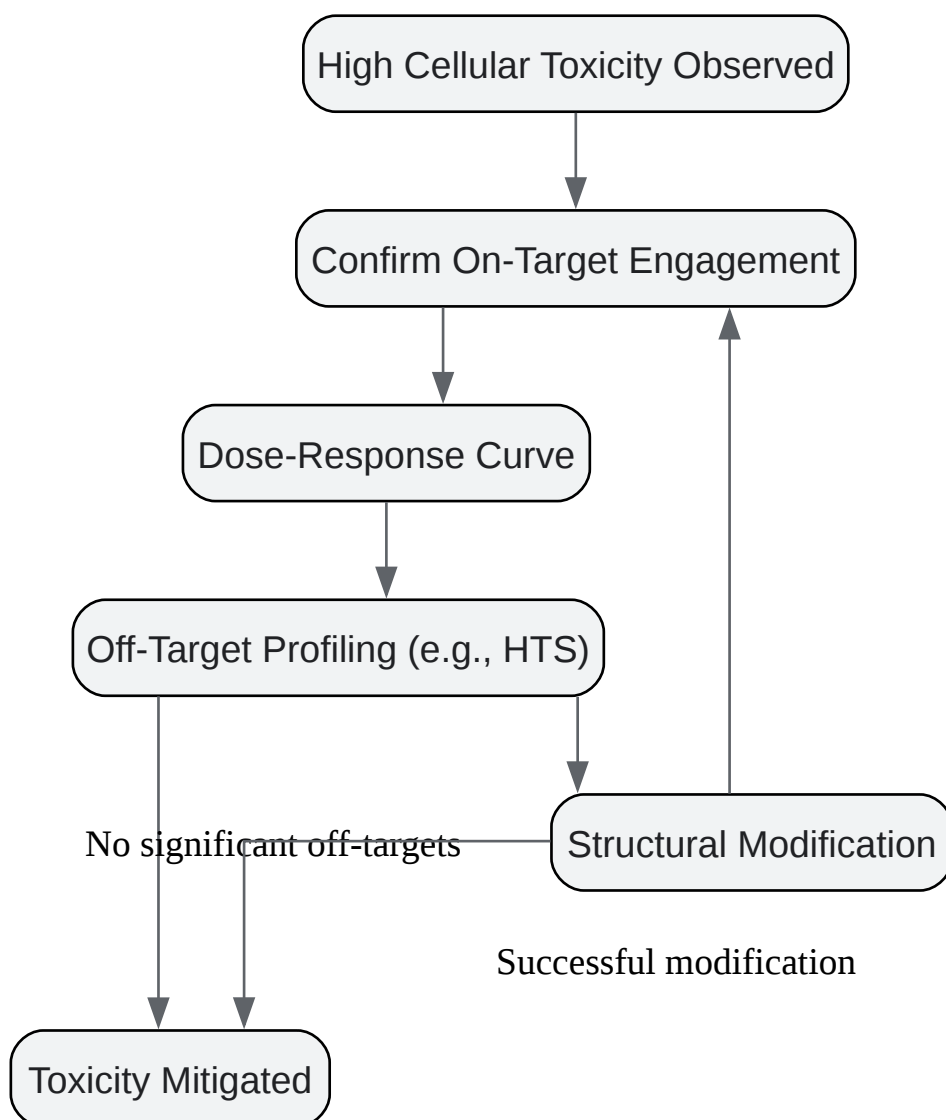 High Cellular Toxicity Observed
Confirm On-Target Engagement
Dose-Response Curve
Off-Target Profiling (e.g., HTS)
No significant off-targets
Structural Modification
Successful modification
Toxicity Mitigated